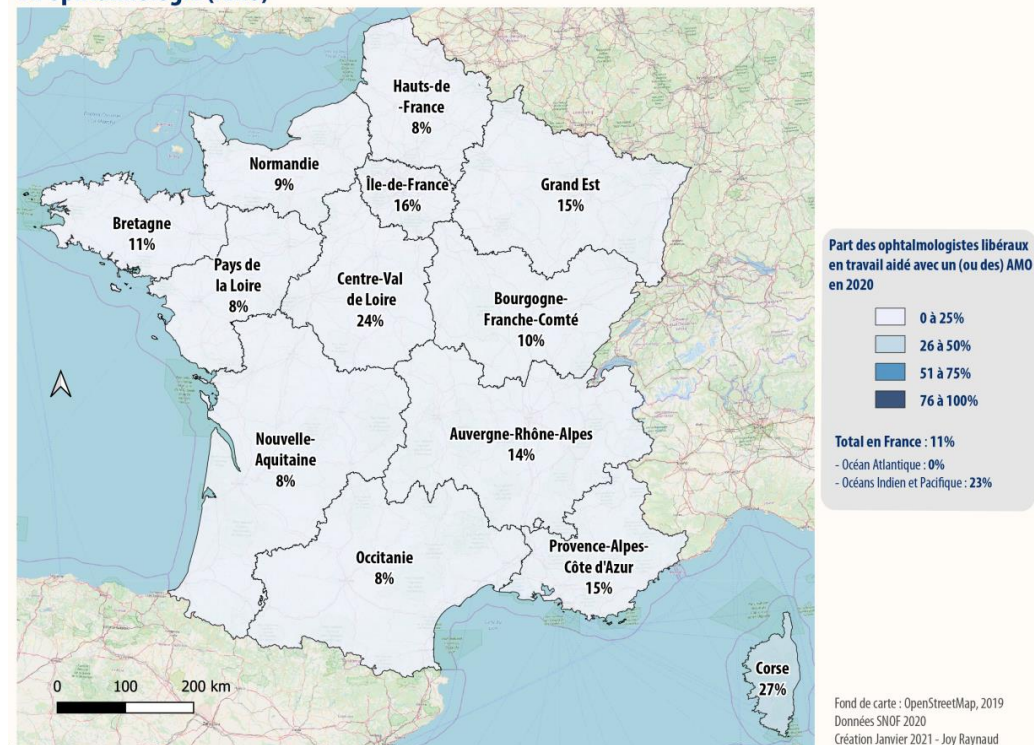 Hauts-de
-France
8%
Normandie
9%
Île-de-France
16%
Grand Est
15%
Bretagne
11%
Pays de
la Loire
8%
Centre-Val
de Loire
24%
Bourgogne-
Franche-Comté
10%
Nouvelle-
Aquitaine
8%
Auvergne-Rhône-Alpes
14%
Occitanie
8%
Provence-Alpes-
Côte d'Azur
15%
Corse
27%
0 100 200 km
Part des ophtalmologistes libéraux
en travail aidé avec un (ou des) AMO
en 2020
0 à 25%
26 à 50%
51 à 75%
76 à 100%
Total en France : 11%
- Océan Atlantique : 0%
- Océans Indien et Pacifique : 23%
Fond de carte : OpenStreetMap, 2019
Données SNOF 2020
Création Janvier 2021 - Joy Raynaud